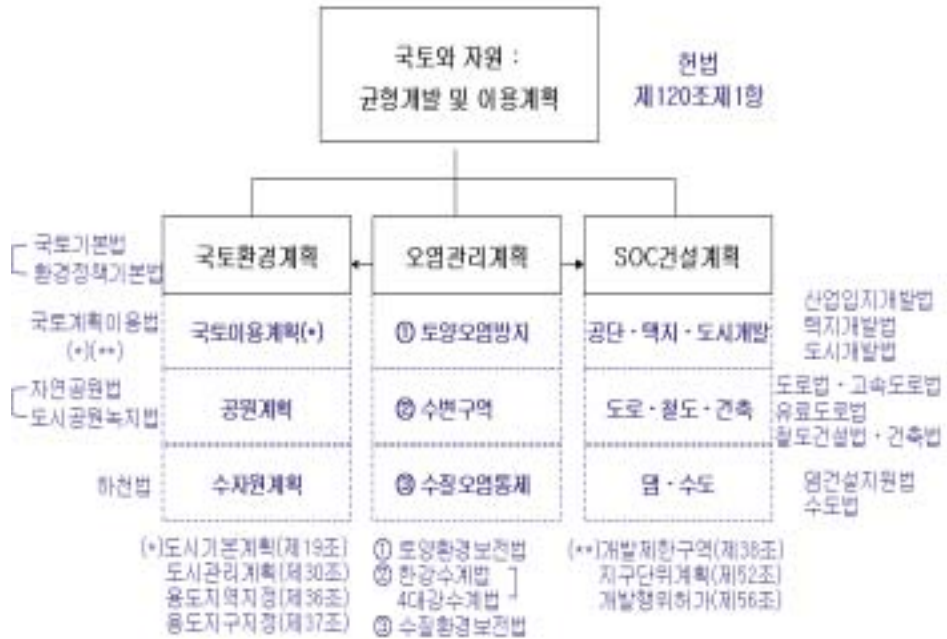 국토와 자원 :
균형개발 및 이용계획
헌법
제120조제1항
국토기본법
환경정책기본법
국토환경계획
오염관리계획
SOC건설계획
국토계획이용법
(*)(**)
국토이용계획(*)
① 토양오염방지
공단·택지·도시개발
산업입지개발법
택지개발법
도시개발법
자연공원법
도시공원녹지법
공원계획
② 수변구역
도로·철도·건축
도로법·고속도로법
유료도로법
철도건설법·건축법
하천법
수자원계획
③ 수질오염통제
댐·수도
댐건설지원법
수도법
(*)도시기본계획(제19조)
도시관리계획(제30조)
용도지역지정(제36조)
용도지구지정(제37조)
① 토양환경보전법
② 한강수계법
4대강수계법
③ 수질환경보전법
(**)개발제한구역(제38조)
지구단위계획(제52조)
개발행위허가(제56조)